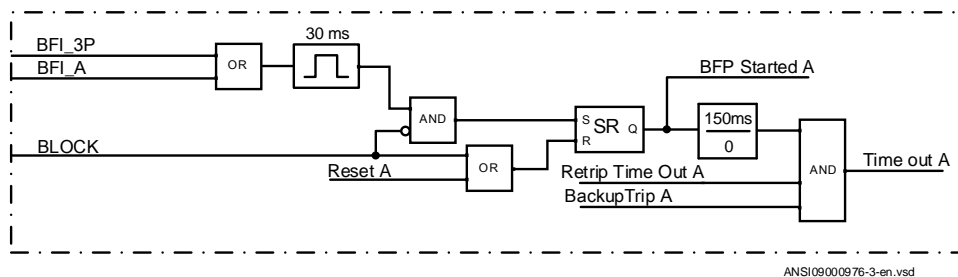 30 ms
BFI_3P
BFI_A
OR
BFP Started A
AND
S
R
SR
Q
150ms
0
BLOCK
OR
Reset A
Retrip Time Out A
BackupTrip A
AND
Time out A
ANSI09000976-3-en.vsd